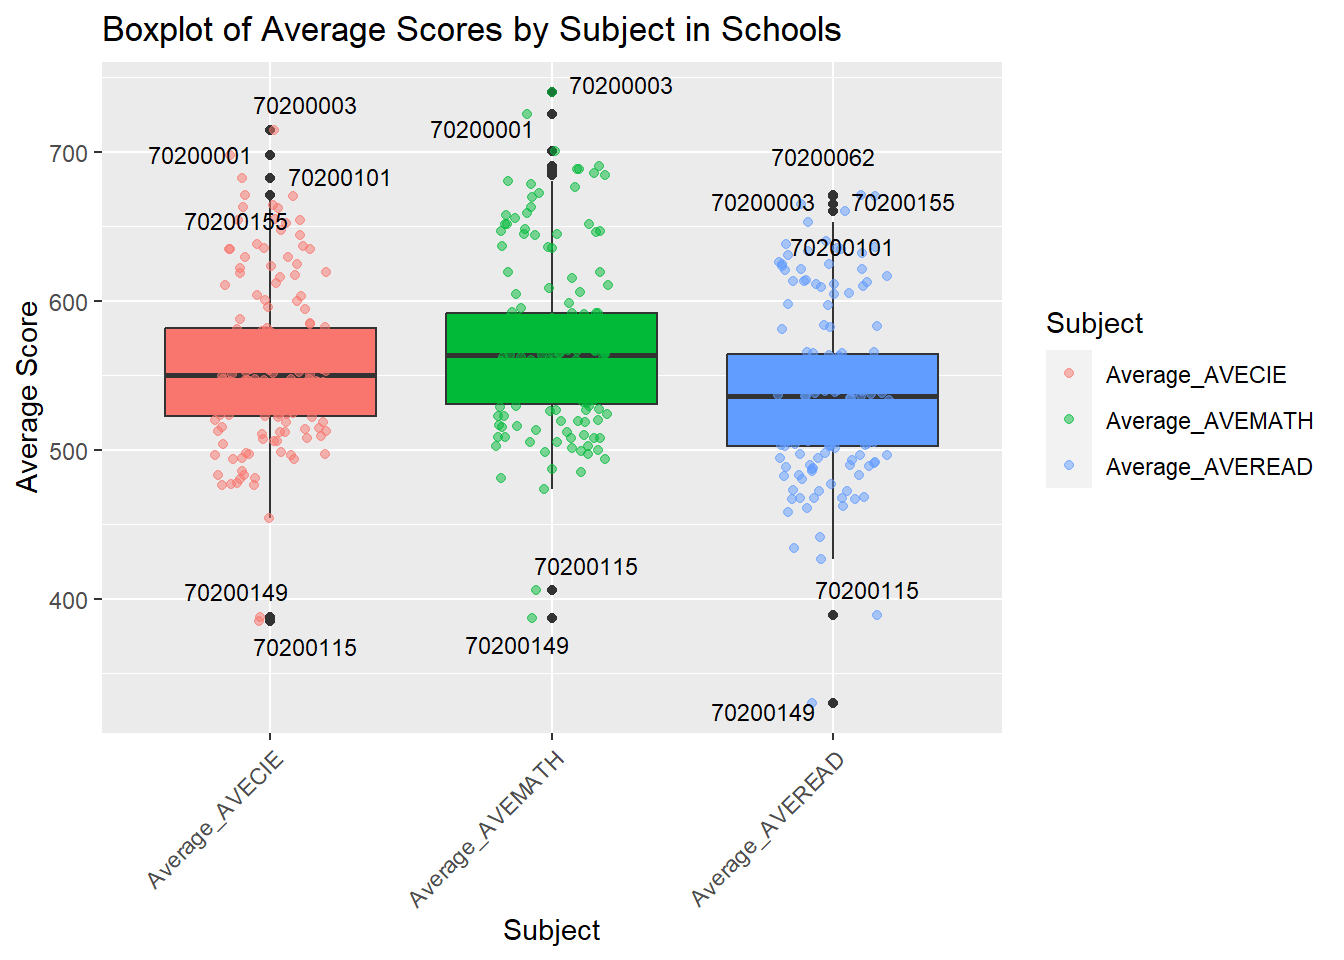 Boxplot of Average Scores by Subject in Schools
70200003
70200003
70200001
70200001
700
70200062
70200101
70200003
70200155
70200155
70200101
600
Average Score
Subject
Average_AVECIE
Average_AVEMATH
Average_AVEREAD
500
70200115
70200149
70200115
400
70200115
70200149
70200149
Average_AVECIE
Average_AVEMATH
Average_AVEREAD
Subject